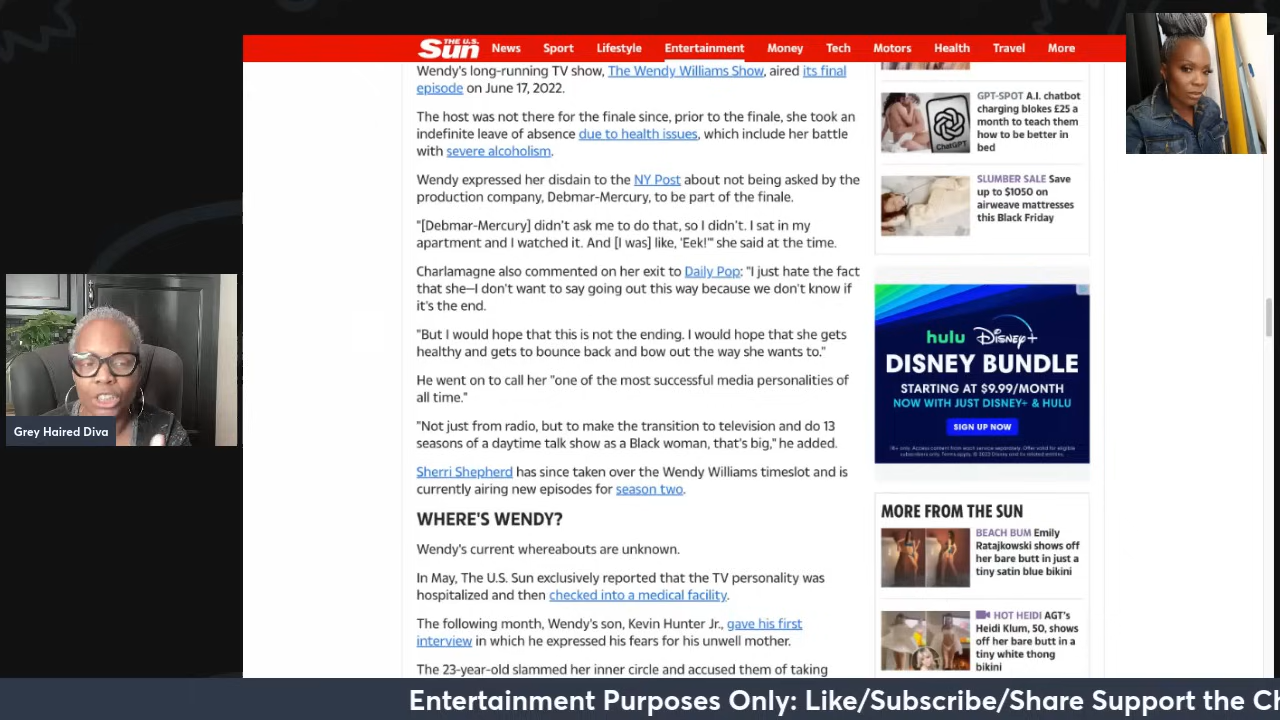 THE U.S. Sun News Sport Lifestyle Entertainment Money Tech Motors Health Travel More
Wendy's long-running TV show, The Wendy Williams Show, aired its final
episode on June 17, 2022.
The host was not there for the finale since, prior to the finale, she took an
indefinite leave of absence due to health issues, which include her battle
with severe alcoholism.
Wendy expressed her disdain to the NY Post about not being asked by the
production company, Debmar-Mercury, to be part of the finale.
"[Debmar-Mercury] didn't ask me to do that, so I didn't. I sat in my
apartment and I watched it. And [I was] like, 'Eek!'" she said at the time.
Charlamagne also commented on her exit to Daily Pop: "I just hate the fact
that she—I don't want to say going out this way because we don't know if
it's the end.
"But I would hope that this is not the ending. I would hope that she gets
healthy and gets to bounce back and bow out the way she wants to."
He went on to call her "one of the most successful media personalities of
all time."
"Not just from radio, but to make the transition to television and do 13
seasons of a daytime talk show as a Black woman, that's big," he added.
Sherri Shepherd has since taken over the Wendy Williams timeslot and is
currently airing new episodes for season two.
WHERE'S WENDY?
Wendy's current whereabouts are unknown.
In May, The U.S. Sun exclusively reported that the TV personality was
hospitalized and then checked into a medical facility.
The following month, Wendy's son, Kevin Hunter Jr., gave his first
interview in which he expressed his fears for his unwell mother.
The 23-year-old slammed her inner circle and accused them of taking
GPT-SPOT A.I. chatbot
charging blokes £25 a
month to teach them
how to be better in
bed
ChatGPT
SLUMBER SALE Save
up to $1050 on
airweave mattresses
this Black Friday
hulu Disney+
DISNEY BUNDLE
STARTING AT $9.99/MONTH
NOW WITH JUST DISNEY+ & HULU
SIGN UP NOW
MORE FROM THE SUN
BEACH BUM Emily
Ratajkowski shows off
her bare butt in just a
tiny satin blue bikini
HOT HEIDI AGT's
Heidi Klum, 50, shows
off her bare butt in a
tiny white thong
bikini
Grey Haired Diva
Entertainment Purposes Only: Like/Subscribe/Share Support the Ch